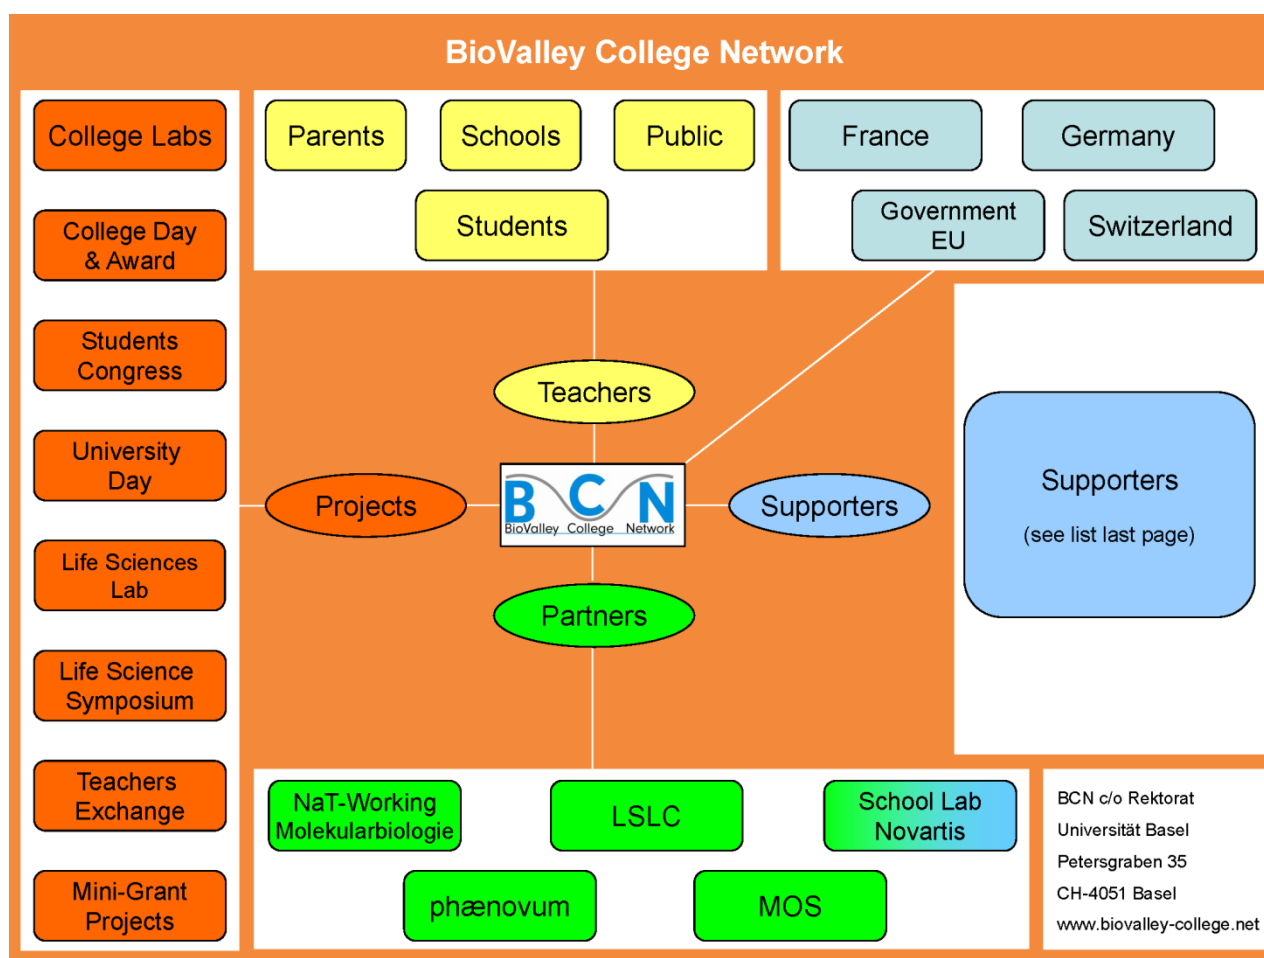 BioValley College Network
College Labs
College Day
& Award
Students
Congress
University
Day
Life Sciences
Lab
Life Science
Symposium
Teachers
Exchange
Mini-Grant
Projects
Parents
Schools
Public
Students
France
Germany
Government
EU
Switzerland
Teachers
Projects
B C N
BioValley College Network
Supporters
Partners
Supporters
(see list last page)
NaT-Working
Molekularbiologie
LSLC
School Lab
Novartis
phænovum
MOS
BCN c/o Rektorat
Universität Basel
Petersgraben 35
CH-4051 Basel
www.biovalley-college.net